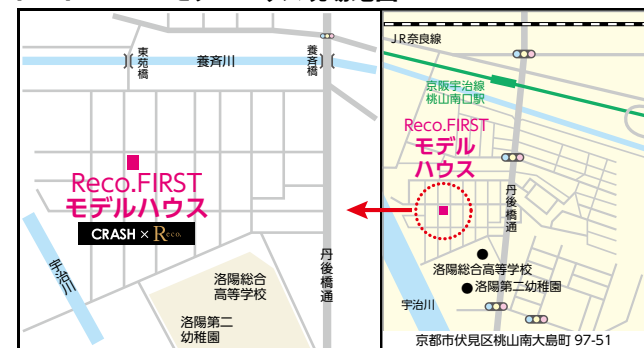 東苑橋
養斉川
養斉橋
Reco.FIRST
モデルハウス
CRASH × Reco.
宇治川
丹後橋通
洛陽総合
高等学校
洛陽第二
幼稚園
JR奈良線
京阪宇治線
桃山南口駅
Reco.FIRST
モデル
ハウス
丹後橋通
洛陽総合高等学校
洛陽第二幼稚園
宇治川
京都市伏見区桃山南大島町 97-51